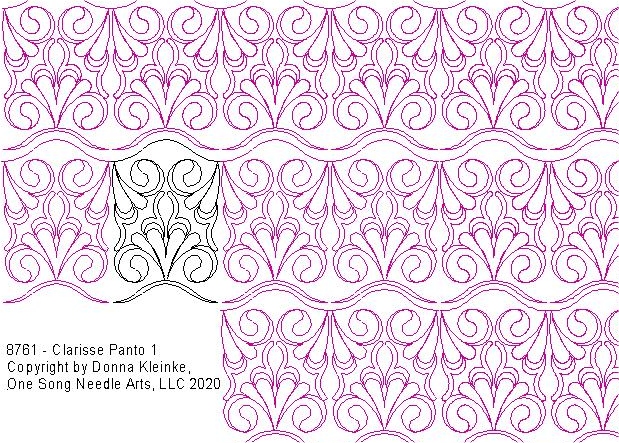 8761 - Clarisse Panto 1
Copyright by Donna Kleinke,
One Song Needle Arts, LLC 2020